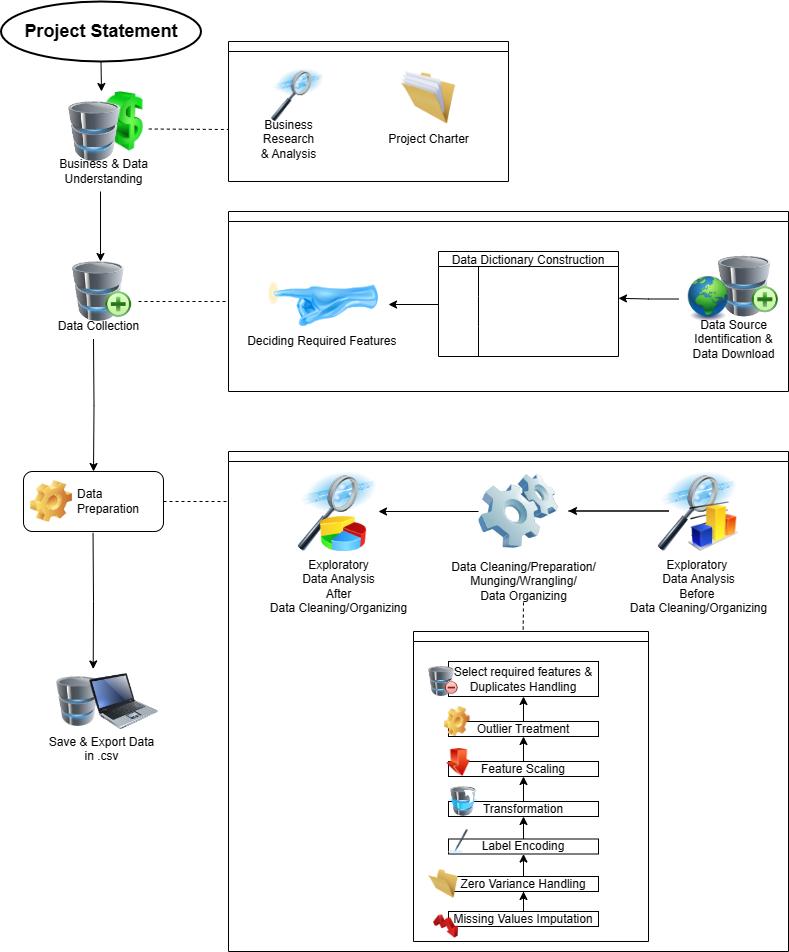 Project Statement
Business & Data
Understanding
Business
Research
& Analysis
Project Charter
Data Collection
Deciding Required Features
Data Dictionary Construction
Data Source
Identification &
Data Download
Data
Preparation
Exploratory
Data Analysis
After
Data Cleaning/Organizing
Data Cleaning/Preparation/
Munging/Wrangling/
Data Organizing
Exploratory
Data Analysis
Before
Data Cleaning/Organizing
Select required features &
Duplicates Handling
Outlier Treatment
Feature Scaling
Transformation
Label Encoding
Zero Variance Handling
Missing Values Imputation
Save & Export Data
in .csv